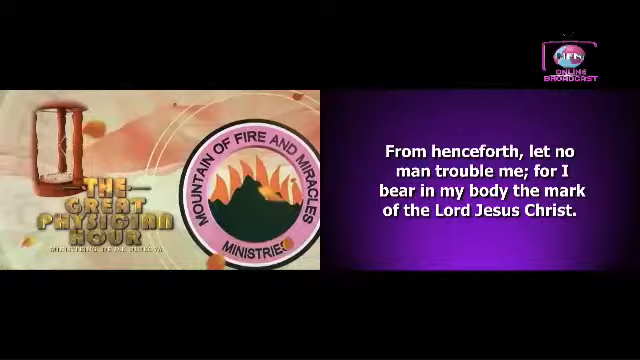 MFM
ONLINE
BROADCAST
MOUNTAIN OF FIRE AND MIRACLES
MINISTRIES
THE
GREAT
PHYSICIAN
HOUR
From henceforth, let no
man trouble me; for I
bear in my body the mark
of the Lord Jesus Christ.